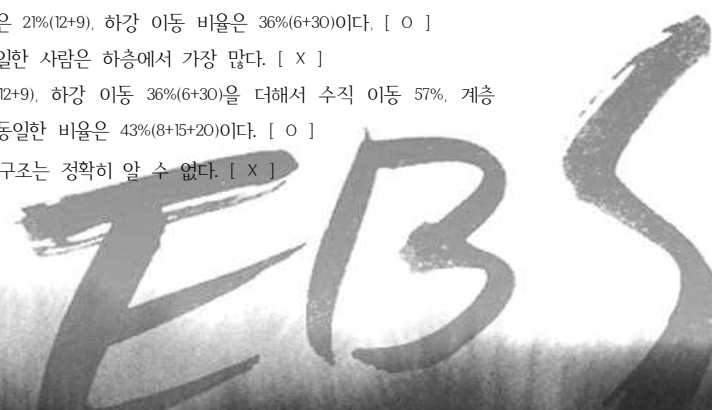 은 21%(12+9), 하강 이동 비율은 36%(6+30)이다. [ O ]
일한 사람은 하층에서 가장 많다. [ X ]
12+9), 하강 이동 36%(6+30)을 더해서 수직 이동 57%, 계층
동일한 비율은 43%(8+15+20)이다. [ O ]
구조는 정확히 알 수 없다. [ X ]
EBS